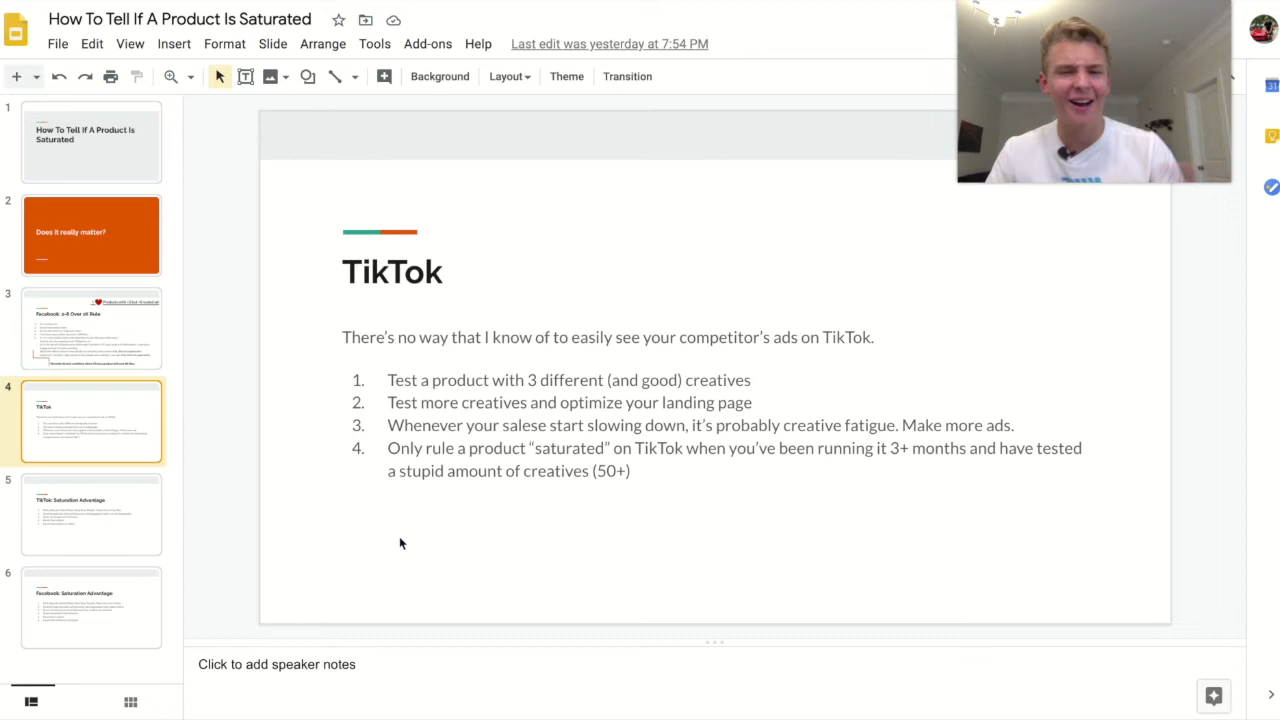 How To Tell If A Product Is Saturated
File Edit View Insert Format Slide Arrange Tools Add-ons Help Last edit was yesterday at 7:54 PM
Background Layout Theme Transition
1
How To Tell If A Product Is
Saturated
2
Does it really matter?
3
Facebook: 2-8 Over 1K Rule
4
TikTok
5
TikTok: Saturation Advantage
6
Facebook: Saturation Advantage
TikTok
There's no way that I know of to easily see your competitor's ads on TikTok.
1. Test a product with 3 different (and good) creatives
2. Test more creatives and optimize your landing page
3. Whenever your salese start slowing down, it's probably creative fatigue. Make more ads.
4. Only rule a product “saturated” on TikTok when you've been running it 3+ months and have tested
a stupid amount of creatives (50+)
Click to add speaker notes
31